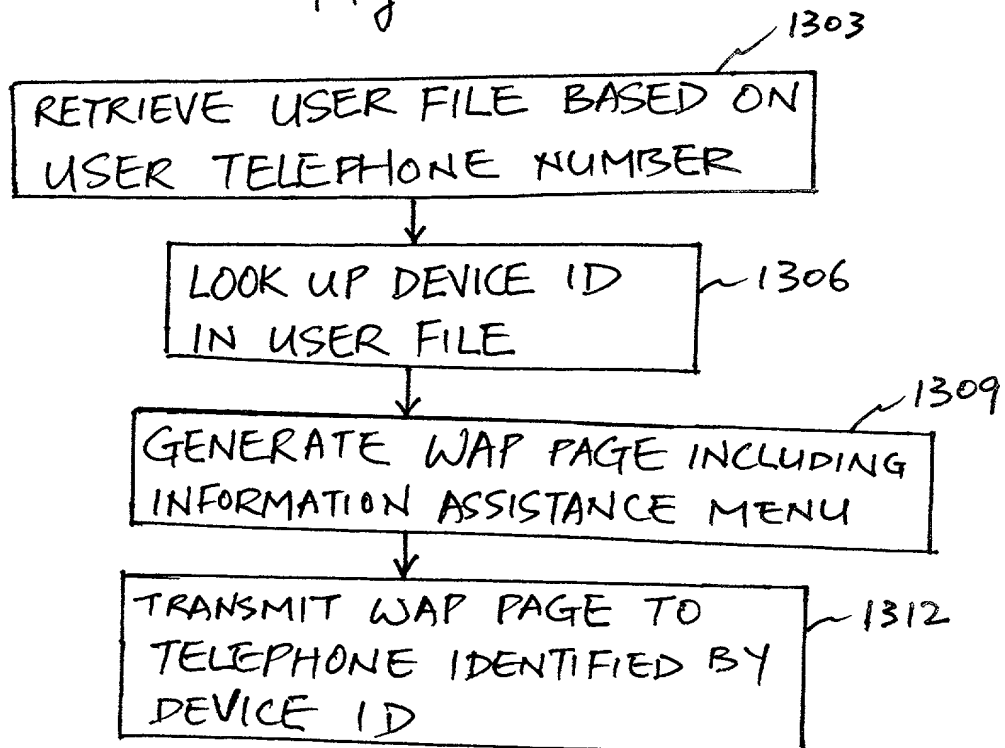 1303
RETRIEVE USER FILE BASED ON
USER TELEPHONE NUMBER
LOOK UP DEVICE ID
IN USER FILE
1306
1309
GENERATE WAP PAGE INCLUDING
INFORMATION ASSISTANCE MENU
TRANSMIT WAP PAGE TO
TELEPHONE IDENTIFIED BY
DEVICE ID
1312